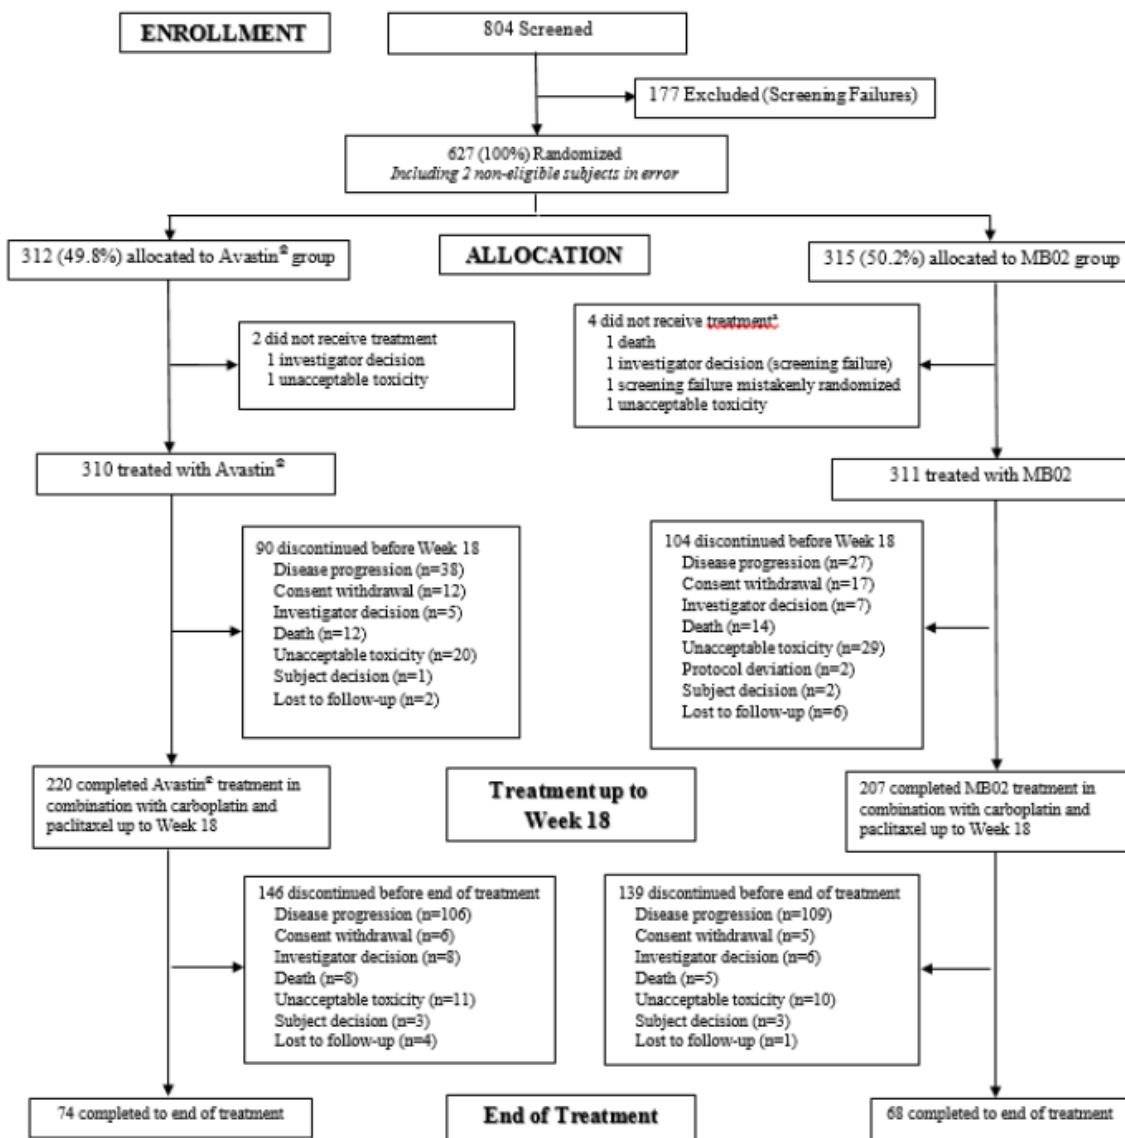 ENROLLMENT
804 Screened
177 Excluded (Screening Failures)
627 (100%) Randomized
Including 2 non-eligible subjects in error
312 (49.8%) allocated to Avastin® group
ALLOCATION
315 (50.2%) allocated to MB02 group
2 did not receive treatment
1 investigator decision
1 unacceptable toxicity
4 did not receive treatmentᵃ
1 death
1 investigator decision (screening failure)
1 screening failure mistakenly randomized
1 unacceptable toxicity
310 treated with Avastin®
311 treated with MB02
90 discontinued before Week 18
Disease progression (n=38)
Consent withdrawal (n=12)
Investigator decision (n=5)
Death (n=12)
Unacceptable toxicity (n=20)
Subject decision (n=1)
Lost to follow-up (n=2)
104 discontinued before Week 18
Disease progression (n=27)
Consent withdrawal (n=17)
Investigator decision (n=7)
Death (n=14)
Unacceptable toxicity (n=29)
Protocol deviation (n=2)
Subject decision (n=2)
Lost to follow-up (n=6)
220 completed Avastin® treatment in
combination with carboplatin and
paclitaxel up to Week 18
Treatment up to
Week 18
207 completed MB02 treatment in
combination with carboplatin and
paclitaxel up to Week 18
146 discontinued before end of treatment
Disease progression (n=106)
Consent withdrawal (n=6)
Investigator decision (n=8)
Death (n=8)
Unacceptable toxicity (n=11)
Subject decision (n=3)
Lost to follow-up (n=4)
139 discontinued before end of treatment
Disease progression (n=109)
Consent withdrawal (n=5)
Investigator decision (n=6)
Death (n=5)
Unacceptable toxicity (n=10)
Subject decision (n=3)
Lost to follow-up (n=1)
74 completed to end of treatment
End of Treatment
68 completed to end of treatment